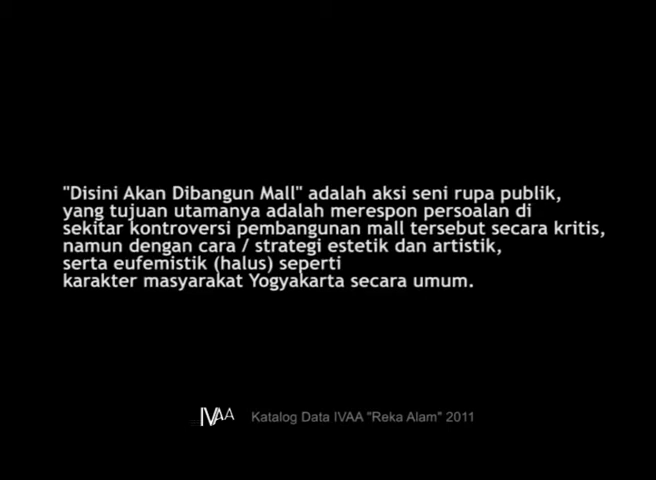 "Disini Akan Dibangun Mall" adalah aksi seni rupa publik,
yang tujuan utamanya adalah merespon persoalan di
sekitar kontroversi pembangunan mall tersebut secara kritis,
namun dengan cara / strategi estetik dan artistik,
serta eufemistik (halus) seperti
karakter masyarakat Yogyakarta secara umum.
IVAA Katalog Data IVAA "Reka Alam" 2011